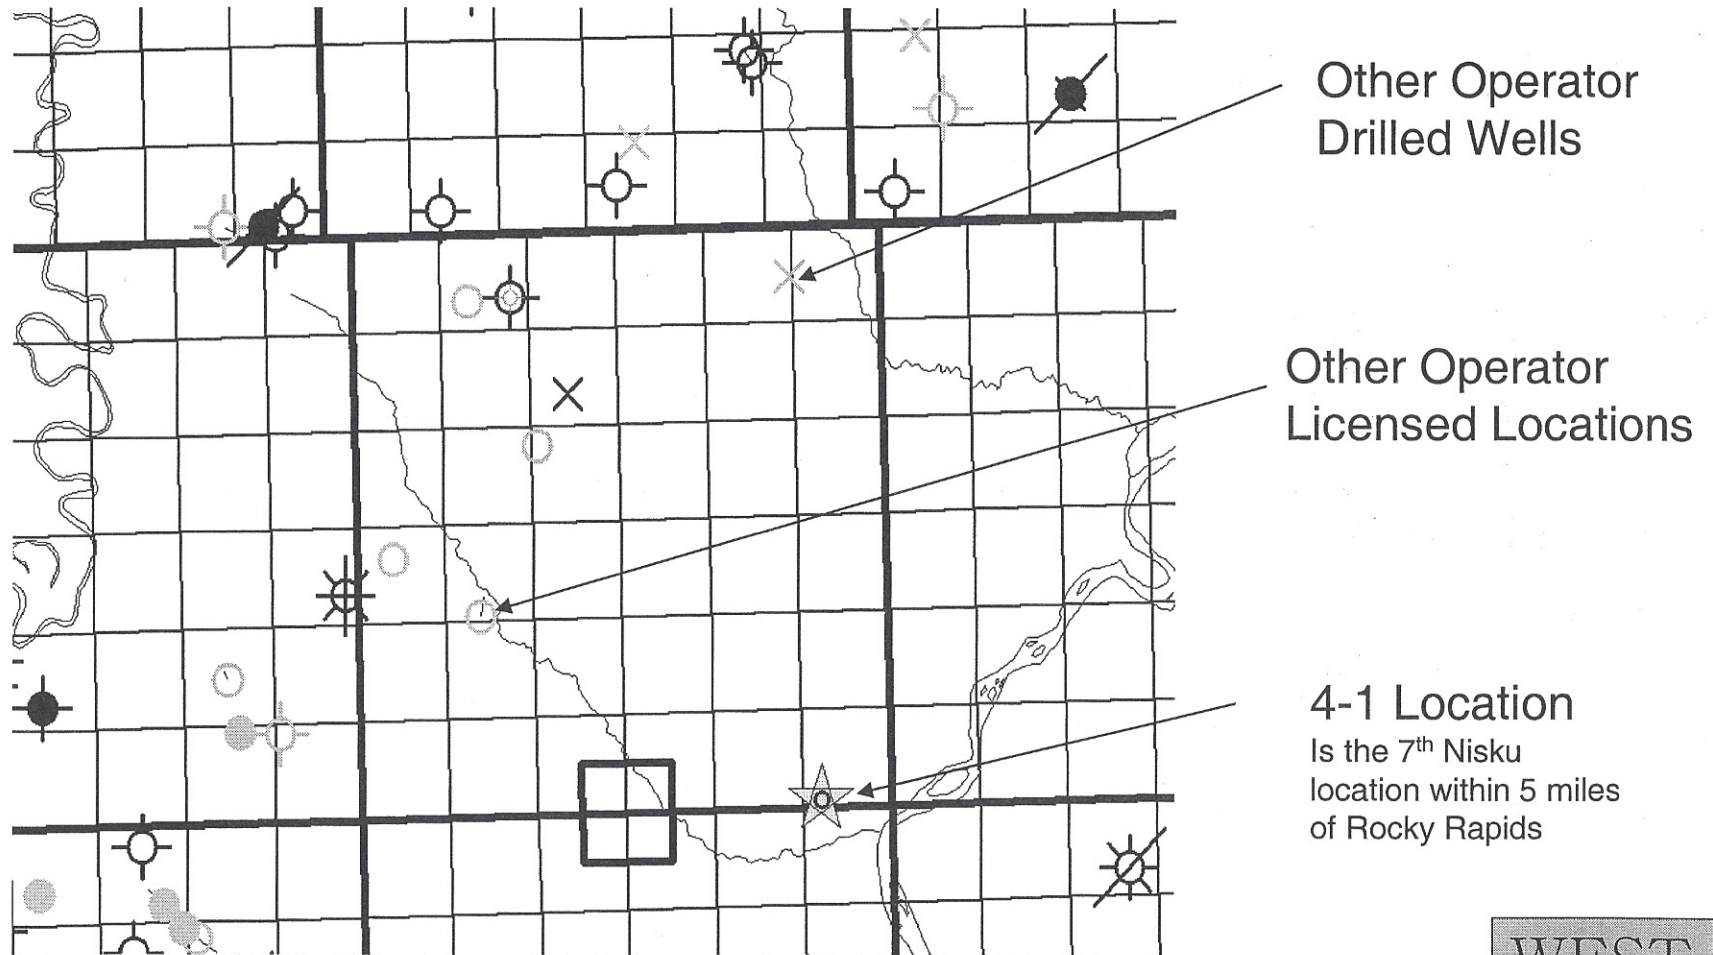 Other Operator
Drilled Wells
Other Operator
Licensed Locations
4-1 Location
Is the 7th Nisku
location within 5 miles
of Rocky Rapids
WEST